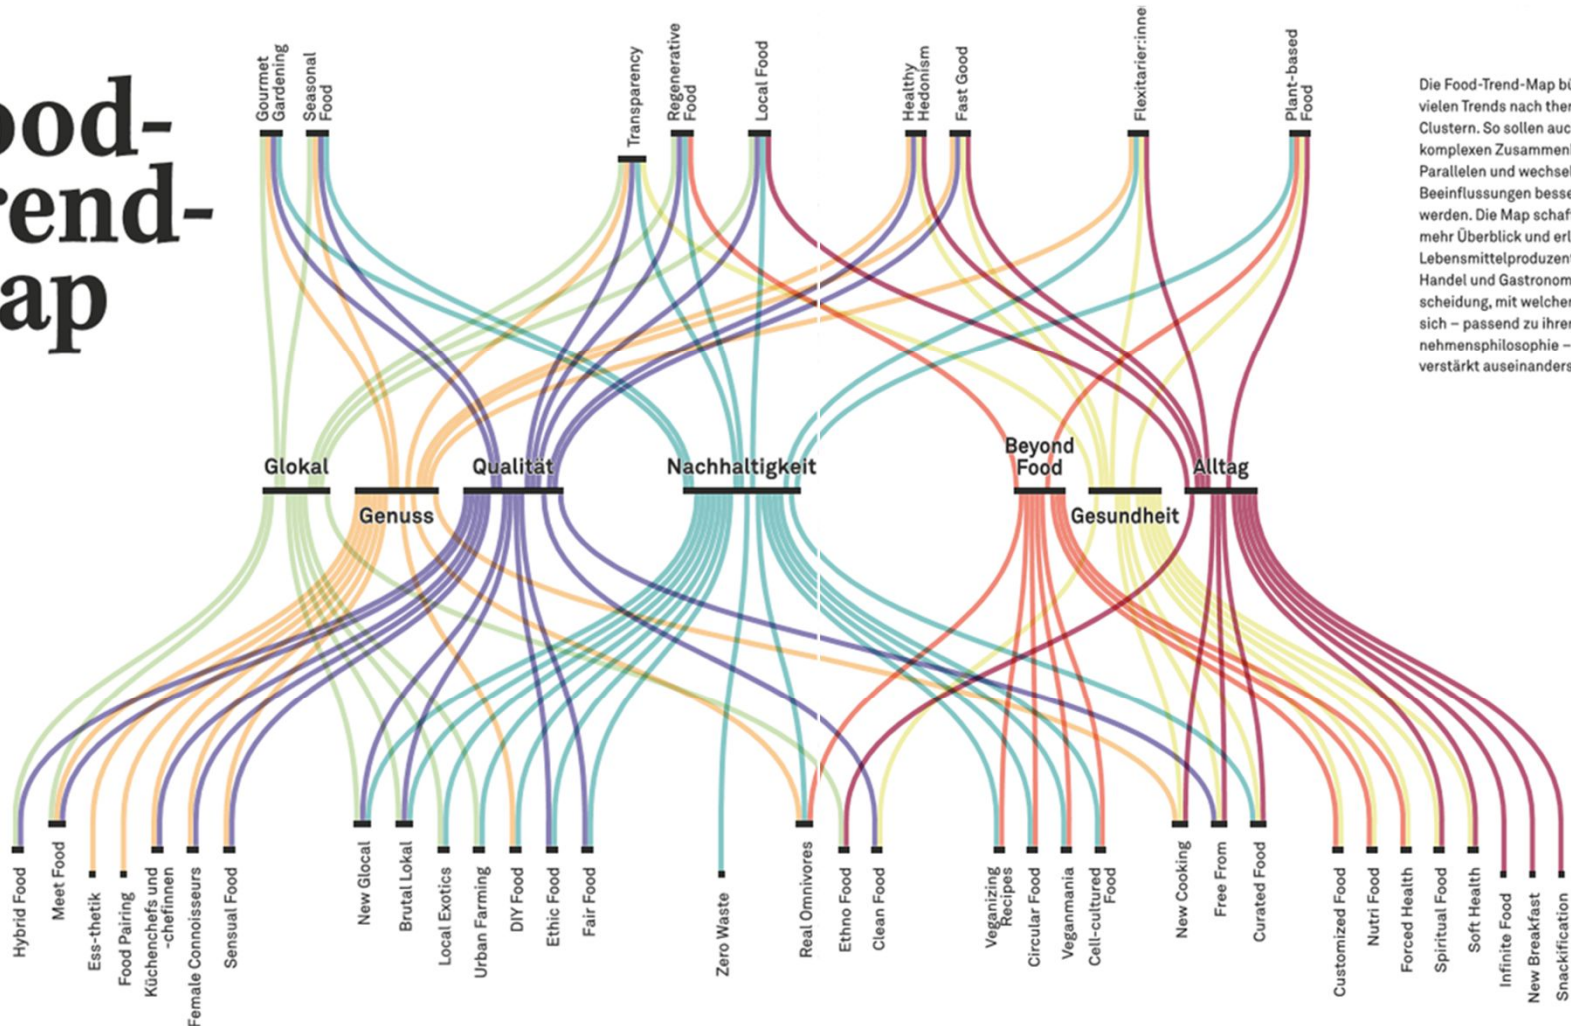 ood-
rend-
ap
Gourmet
Gardening
Seasonal
Food
Transparency
Regenerative
Food
Local Food
Healthy
Hedonism
Fast Good
Flexitarier:inne
Plant-based
Food
Die Food-Trend-Map bü
vielen Trends nach ther
Clustern. So sollen auc
komplexen Zusammenh
Parallelen und wechsel
Beeinflussungen besse
werden. Die Map schaf
mehr Überblick und erl
Lebensmittelproduzent
Handel und Gastronom
scheidung, mit welcher
sich – passend zu ihrer
nehmensphilosophie –
verstärkt auseinanders
Glokal
Genuss
Qualität
Nachhaltigkeit
Beyond
Food
Gesundheit
Alltag
Hybrid Food
Meet Food
Ess-thetik
Food Pairing
Küchenchefs und
-chefinnen
Female Connoisseurs
Sensual Food
New Glocal
Brutal Lokal
Local Exotics
Urban Farming
DIY Food
Ethic Food
Fair Food
Zero Waste
Real Omnivores
Ethno Food
Clean Food
Veganizing
Recipes
Circular Food
Veganmania
Cell-cultured
Food
New Cooking
Free From
Curated Food
Customized Food
Nutri Food
Forced Health
Spiritual Food
Soft Health
Infinite Food
New Breakfast
Snackification